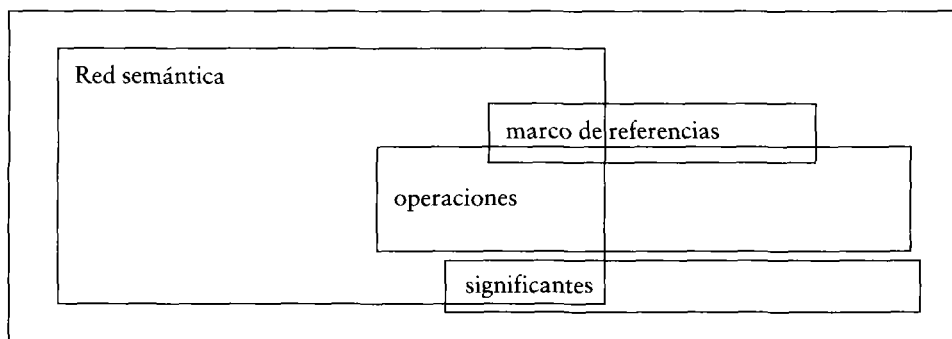 Red semántica
marco de referencias
operaciones
significantes